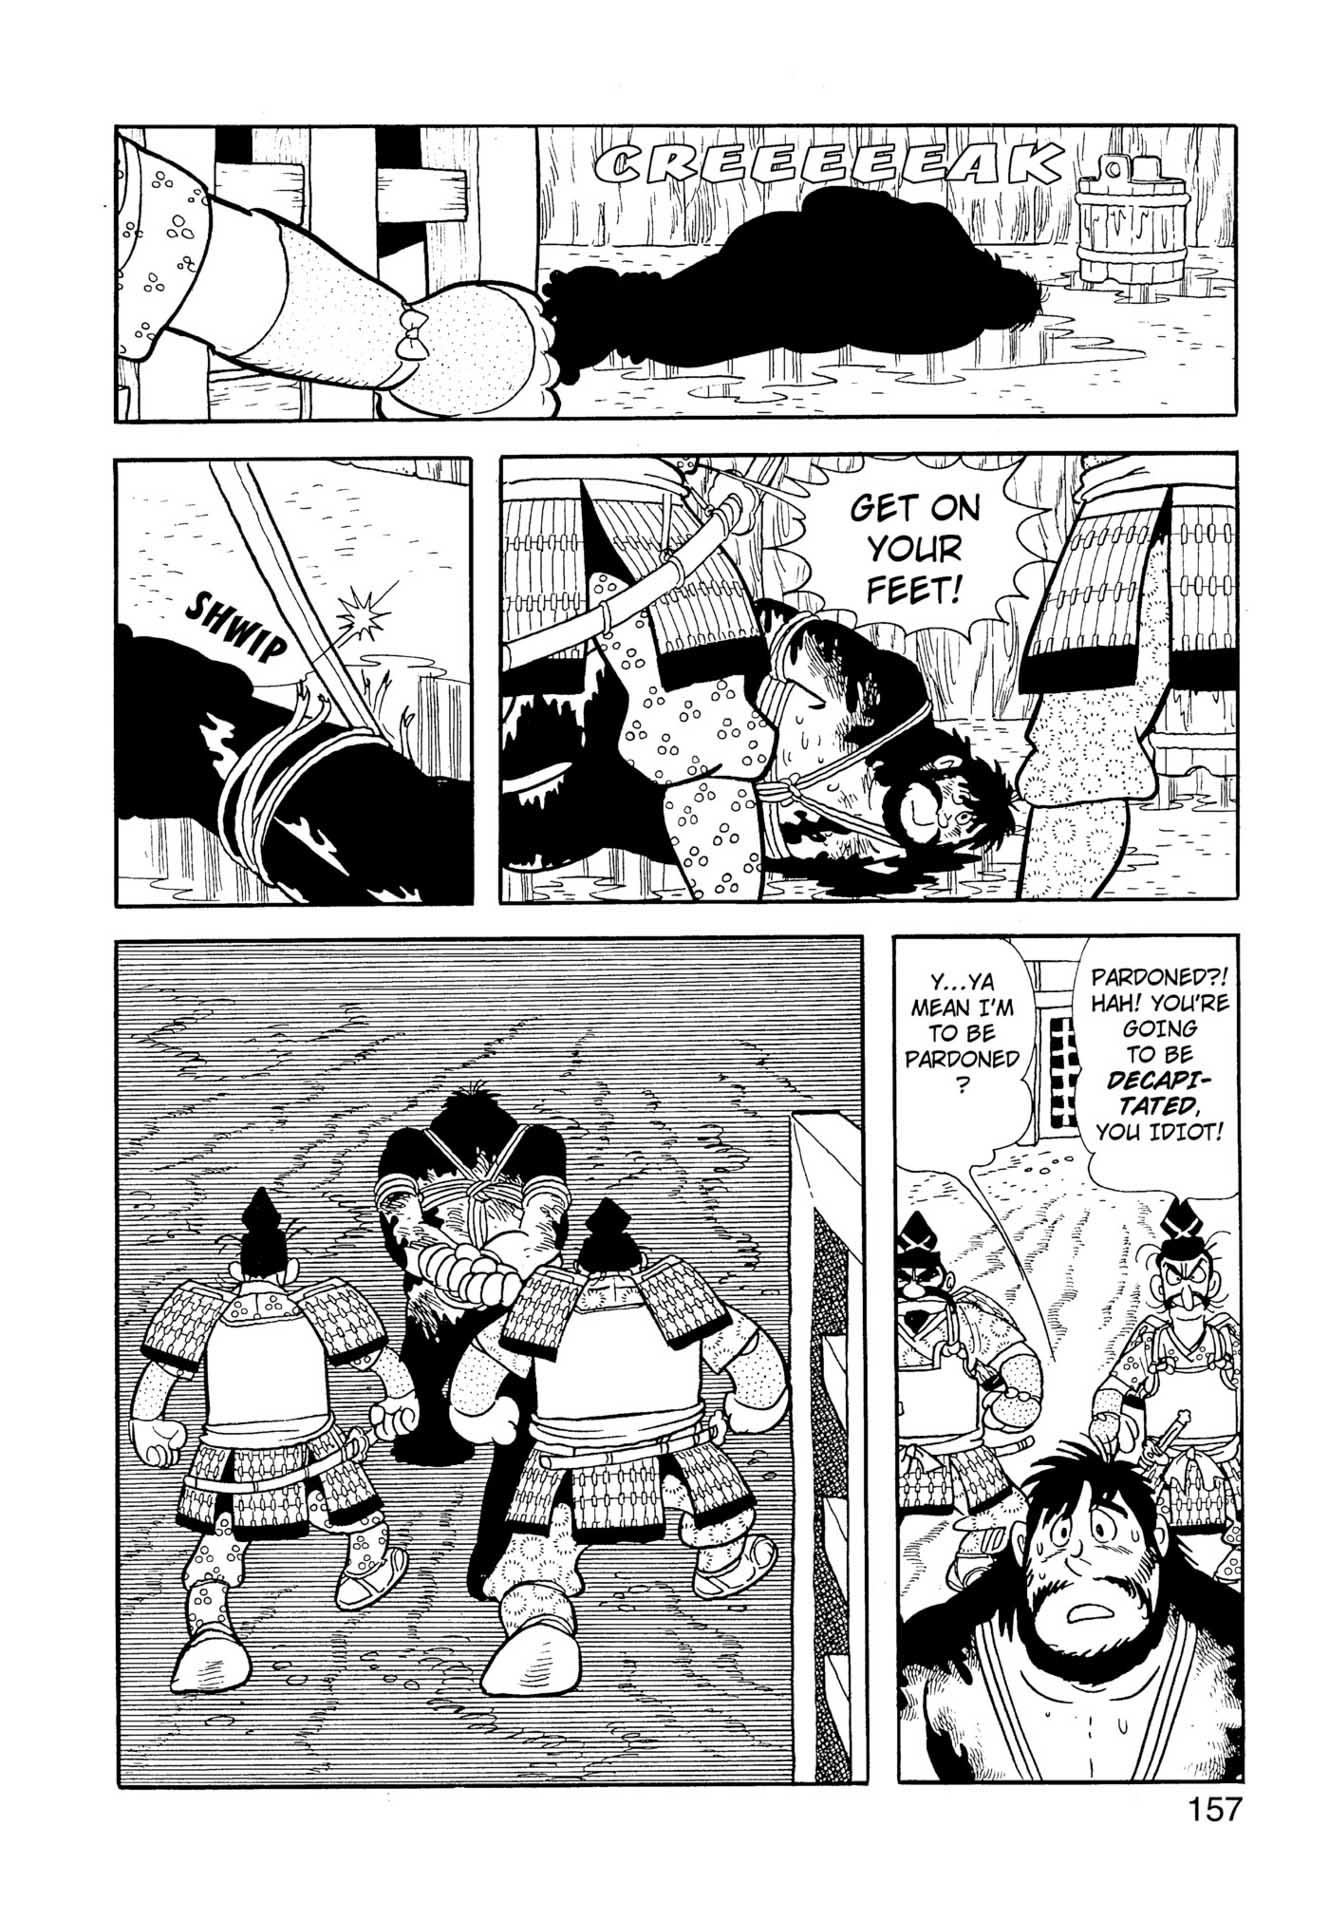 CREEEEEEAK
GET ON
YOUR
FEET!
SHWIP
PARDONED?!
HAH! YOU'RE
GOING
TO BE
DECAPI-
TATED,
YOU IDIOT!
Y...YA
MEAN I'M
TO BE
PARDONED
?
157